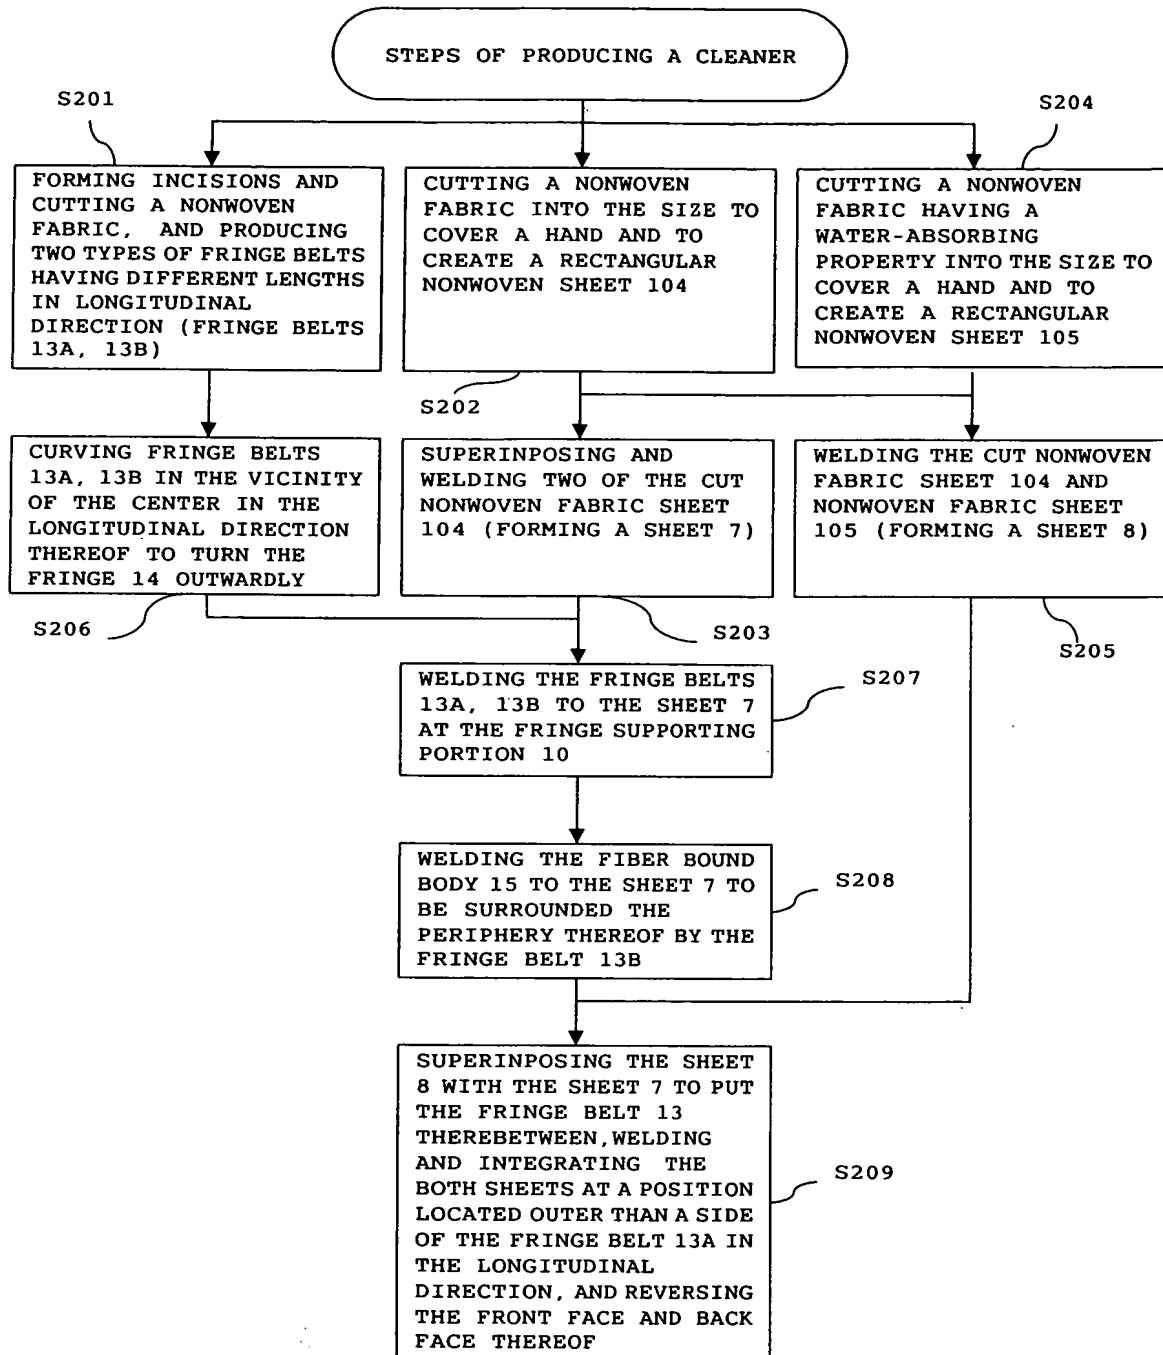 STEPS OF PRODUCING A CLEANER
S201
S204
FORMING INCISIONS AND
CUTTING A NONWOVEN
FABRIC, AND PRODUCING
TWO TYPES OF FRINGE BELTS
HAVING DIFFERENT LENGTHS
IN LONGITUDINAL
DIRECTION (FRINGE BELTS
13A, 13B)
CUTTING A NONWOVEN
FABRIC INTO THE SIZE TO
COVER A HAND AND TO
CREATE A RECTANGULAR
NONWOVEN SHEET 104
CUTTING A NONWOVEN
FABRIC HAVING A
WATER-ABSORBING
PROPERTY INTO THE SIZE TO
COVER A HAND AND TO
CREATE A RECTANGULAR
NONWOVEN SHEET 105
S202
CURVING FRINGE BELTS
13A, 13B IN THE VICINITY
OF THE CENTER IN THE
LONGITUDINAL DIRECTION
THEREOF TO TURN THE
FRINGE 14 OUTWARDLY
SUPERINPOSING AND
WELDING TWO OF THE CUT
NONWOVEN FABRIC SHEET
104 (FORMING A SHEET 7)
WELDING THE CUT NONWOVEN
FABRIC SHEET 104 AND
NONWOVEN FABRIC SHEET
105 (FORMING A SHEET 8)
S206
S203
S205
WELDING THE FRINGE BELTS
13A, 13B TO THE SHEET 7
AT THE FRINGE SUPPORTING
PORTION 10
S207
WELDING THE FIBER BOUND
BODY 15 TO THE SHEET 7 TO
BE SURROUNDED THE
PERIPHERY THEREOF BY THE
FRINGE BELT 13B
S208
SUPERINPOSING THE SHEET
8 WITH THE SHEET 7 TO PUT
THE FRINGE BELT 13
THEREBETWEEN, WELDING
AND INTEGRATING THE
BOTH SHEETS AT A POSITION
LOCATED OUTER THAN A SIDE
OF THE FRINGE BELT 13A IN
THE LONGITUDINAL
DIRECTION, AND REVERSING
THE FRONT FACE AND BACK
FACE THEREOF
S209